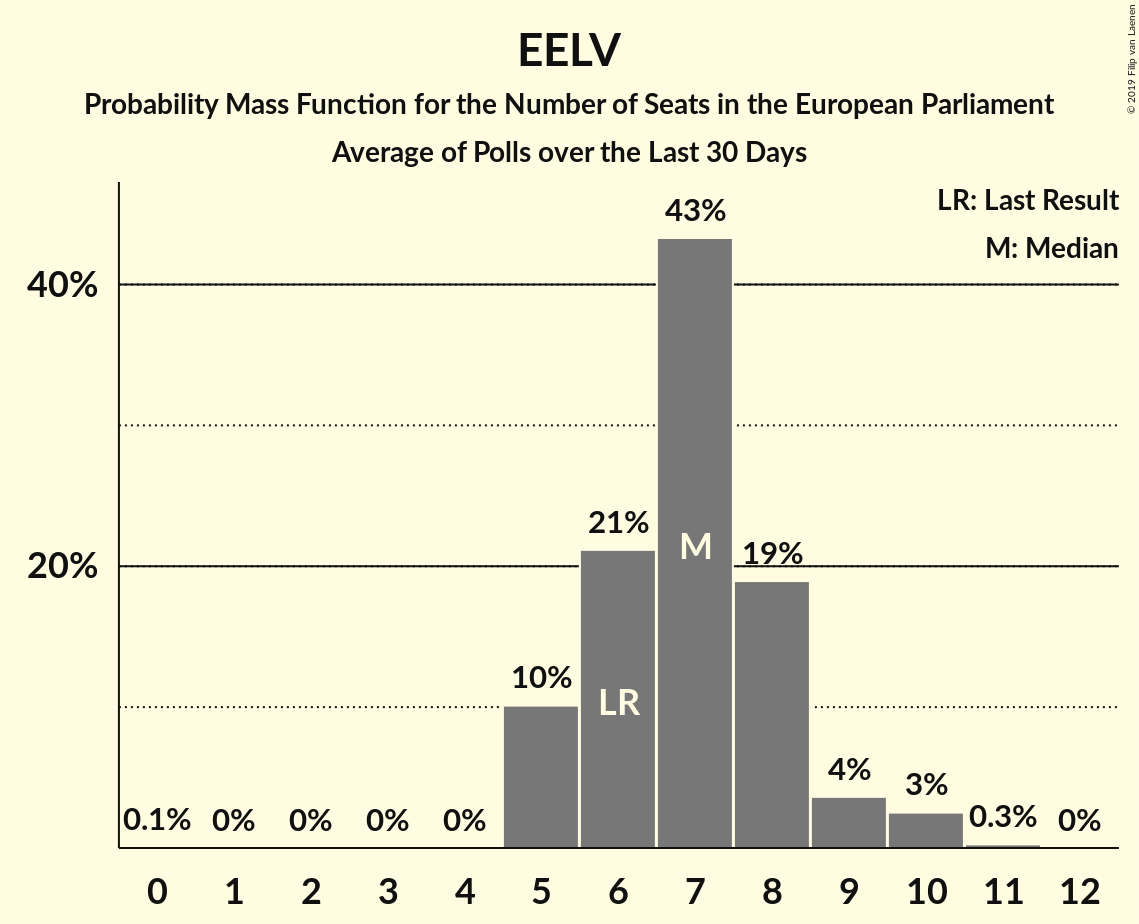 EELV
Probability Mass Function for the Number of Seats in the European Parliament
Average of Polls over the Last 30 Days
© 2019 Filip van Laenen
LR: Last Result
M: Median
43%
40%
21%
M
19%
20%
10%
LR
4%
3%
0.1% 0% 0% 0% 0% 0.3% 0%
0 1 2 3 4 5 6 7 8 9 10 11 12